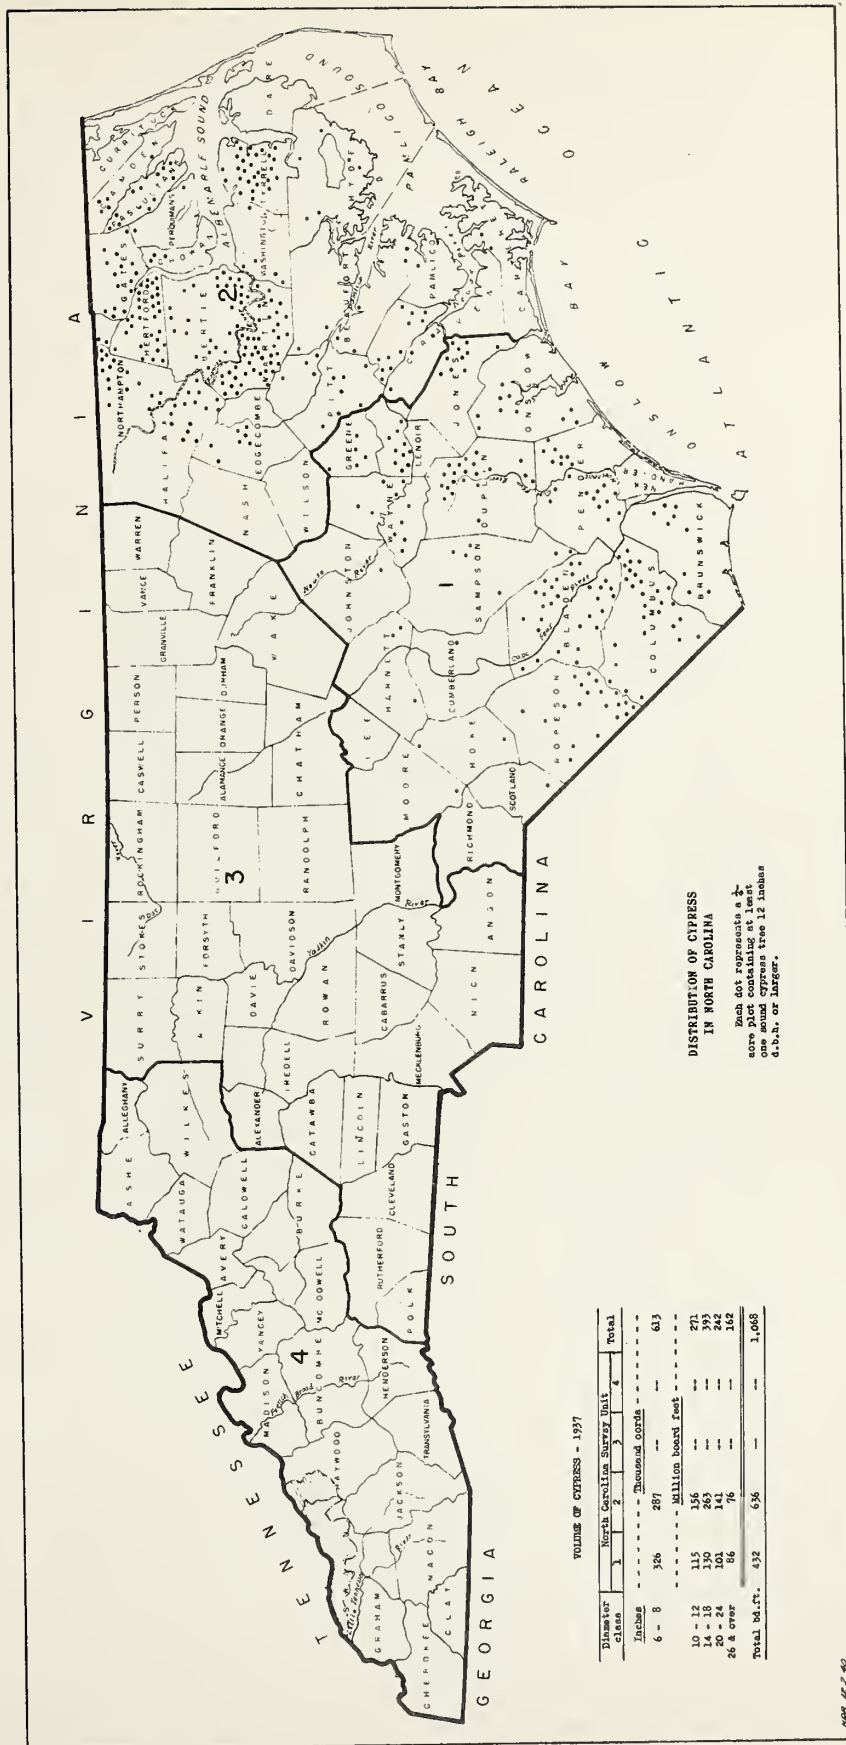 VIRGINIA
TENNESSEE
GEORGIA
SOUTH
CAROLINA
ATLANTIC
OCEAN
ALBEMARLE SOUND
PAMLICO
SOUND
RALEIGH
BAY
ONSLOW
BAY
1
2
3
4
CURRITUCK
CAMDEN
PASQUOTANK
PERQUIMANS
GATES
HERTFORD
NORTHAMPTON
BERTIE
MARTIN
WASHINGTON
TYRRELL
DARE
HYDE
BEAUFORT
PAMLICO
HALIFAX
EDGECOMBE
NASH
WILSON
PITT
GREENE
LENOIR
JONES
ONSLOW
WAYNE
DUPLIN
PENDER
NEW
HANOVER
BRUNSWICK
COLUMBUS
BLADEN
SAMPSON
JOHNSTON
HARNETT
CUMBERLAND
ROBESON
HOKE
SCOTLAND
LEE
MOORE
RICHMOND
WARREN
VANCE
FRANKLIN
GRANVILLE
WAKE
PERSON
DURHAM
ORANGE
CASWELL
ALAMANCE
CHATHAM
ROCKINGHAM
GUILFORD
RANDOLPH
MONTGOMERY
STOKES
FORSYTH
DAVIDSON
STANLY
ANSON
SURRY
DAVIE
ROWAN
CABARRUS
IREDELL
MECKLENBURG
ALLEGHANY
ASHE
WILKES
ALEXANDER
CATAWBA
LINCOLN
GASTON
WATAUGA
CALDWELL
BURKE
CLEVELAND
AVERY
MITCHELL
YANCEY
MC DOWELL
RUTHERFORD
POLK
MADISON
BUNCOMBE
HENDERSON
HAYWOOD
TRANSYLVANIA
JACKSON
MACON
GRAHAM
CHEROKEE
CLAY
Neuse
River
Cape
Fear
Yadkin
River
Dan
French Broad
River
DISTRIBUTION OF CYPRESS
IN NORTH CAROLINA
Each dot represents a ¼-
acre plot containing at least
one sound cypress tree 12 inches
d.b.h. or larger.
VOLUME OF CYPRESS - 1937
Diameter class North Carolina Survey Unit Total
1 2 3 4
Inches - - - - - - Thousand cords - - - - - -
6 - 8 326 287 -- -- 613
- - - - - - Million board feet - - - - - -
10 - 12 115 156 -- -- 271
14 - 18 130 263 -- -- 393
20 - 24 101 141 -- -- 242
26 & over 86 76 -- -- 162
Total bd.ft. 432 636 -- -- 1,068